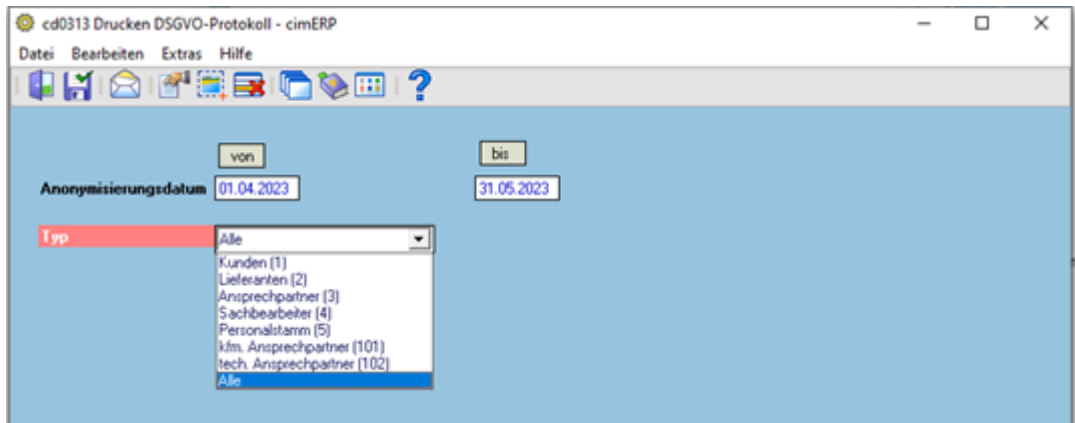 cd0313 Drucken DSGVO-Protokoll - cimERP
Datei Bearbeiten Extras Hilfe
von bis
Anonymisierungsdatum 01.04.2023 31.05.2023
Typ Alle
Kunden (1)
Lieferanten (2)
Ansprechpartner (3)
Sachbearbeiter (4)
Personalstamm (5)
kfm. Ansprechpartner (101)
tech. Ansprechpartner (102)
Alle